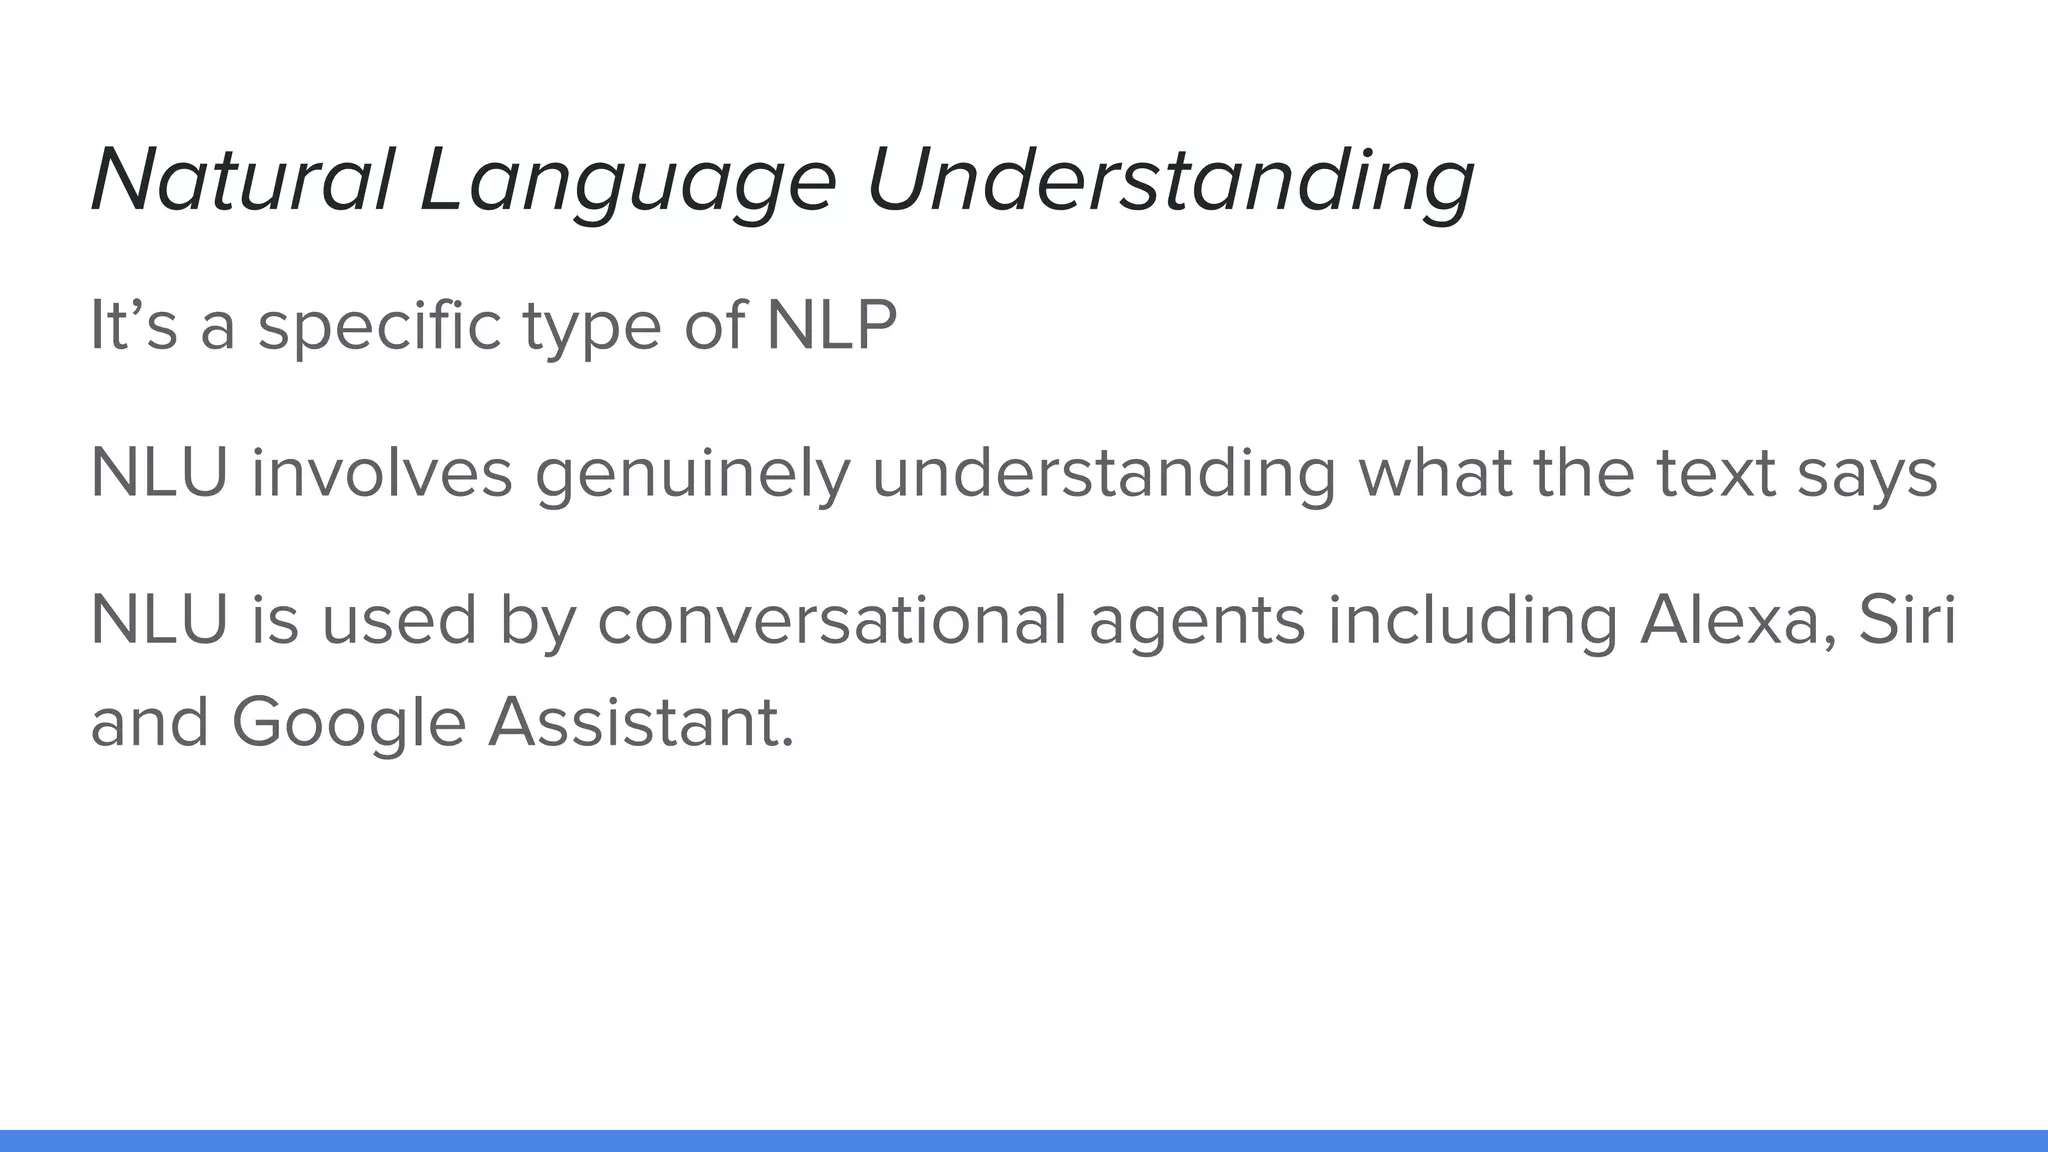 Natural Language Understanding
It’s a specific type of NLP
NLU involves genuinely understanding what the text says
NLU is used by conversational agents including Alexa, Siri
and Google Assistant.